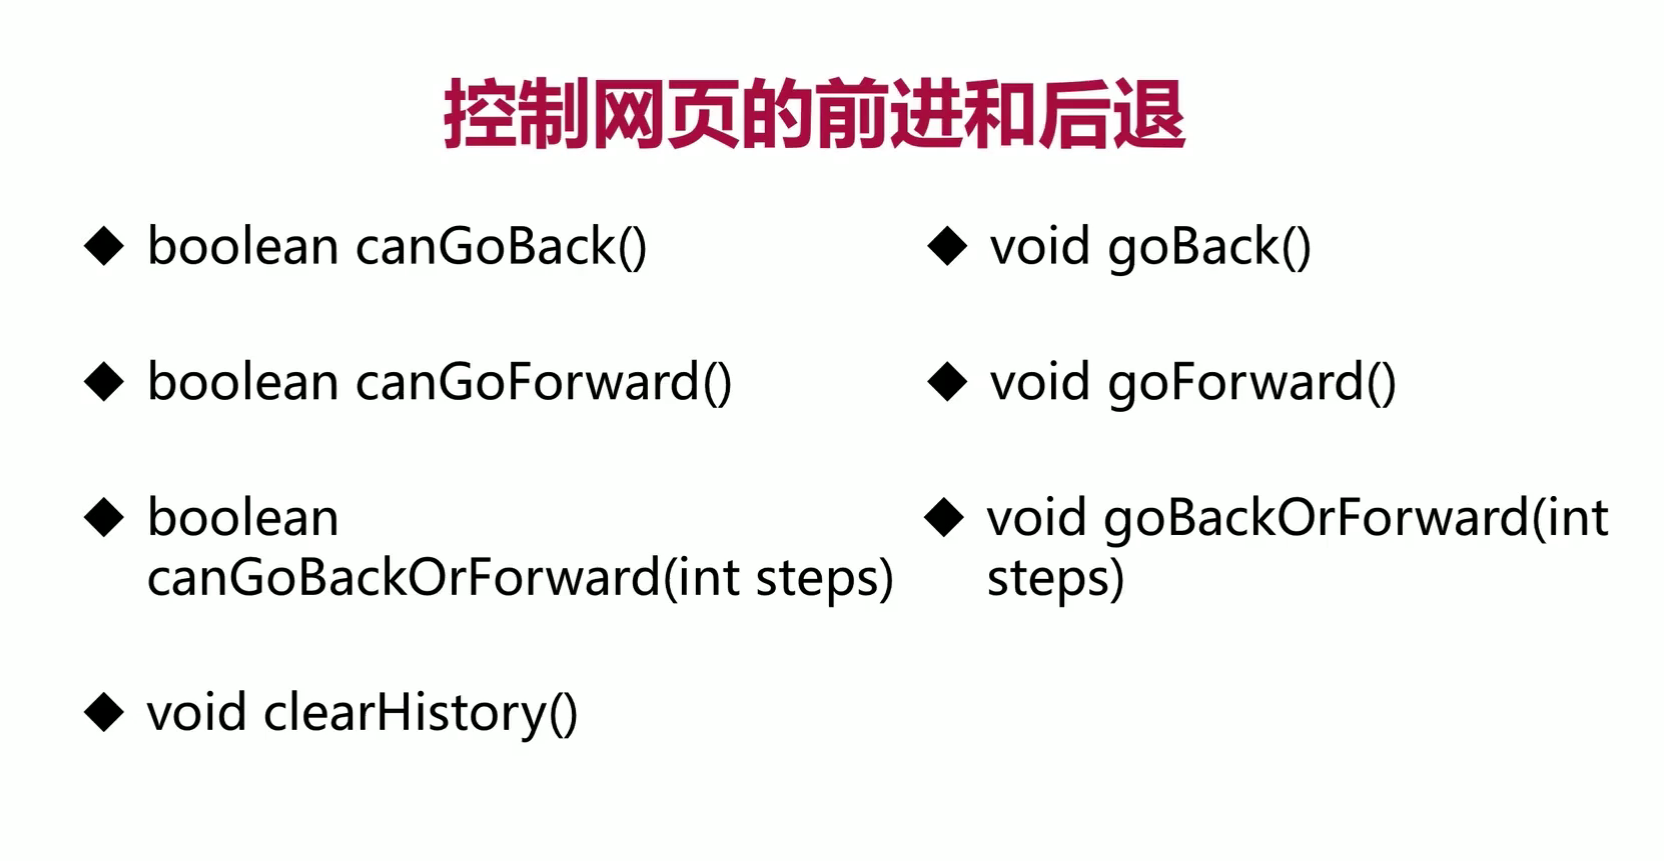 控制网页的前进和后退
◆ boolean canGoBack()
◆ void goBack()
◆ boolean canGoForward()
◆ void goForward()
◆ boolean
canGoBackOrForward(int steps)
◆ void goBackOrForward(int
steps)
◆ void clearHistory()